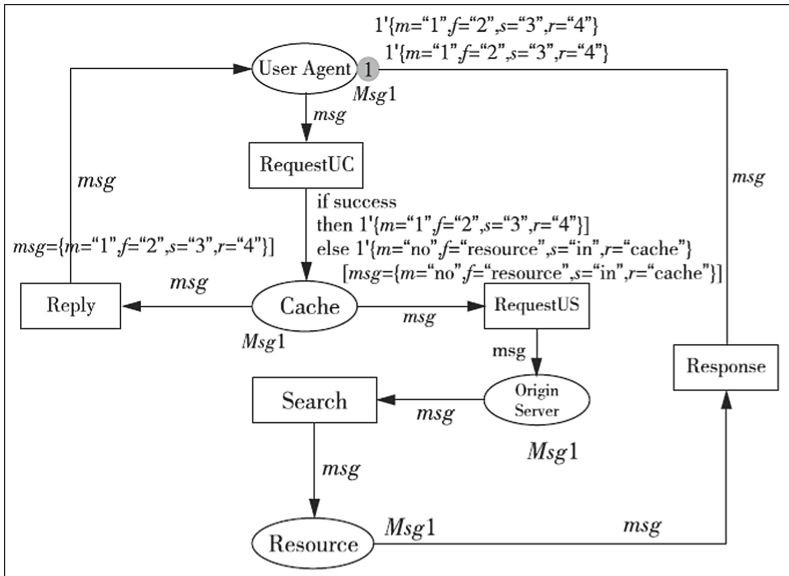 1'{m=“1”,f=“2”,s=“3”,r=“4”}
1'{m=“1”,f=“2”,s=“3”,r=“4”}
User Agent
1
Msg1
msg
RequestUC
msg
msg
if success
then 1'{m=“1”,f=“2”,s=“3”,r=“4”}]
else 1'{m=“no”,f=“resource”,s=“in”,r=“cache”}
msg={m=“1”,f=“2”,s=“3”,r=“4”}]
[msg={m=“no”,f=“resource”,s=“in”,r=“cache”}]
Reply
msg
Cache
msg
RequestUS
Msg1
msg
Response
Search
msg
Origin
Server
Msg1
msg
Resource
Msg1
msg